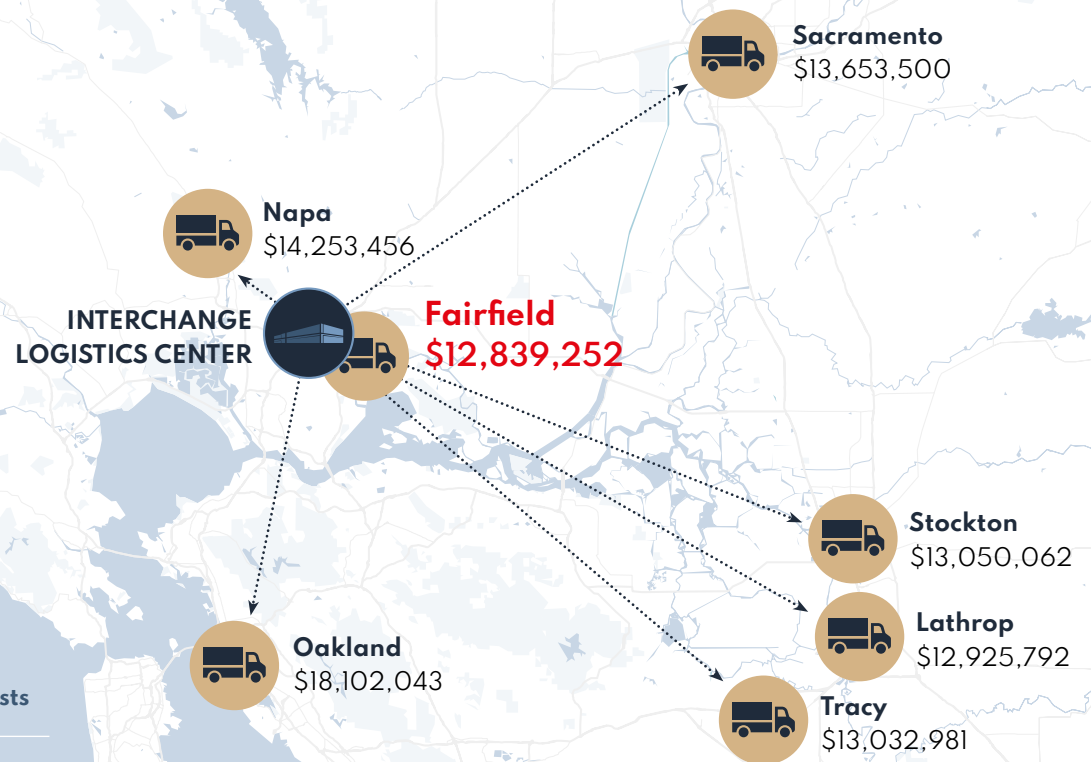 Sacramento
$13,653,500
Napa
$14,253,456
INTERCHANGE
LOGISTICS CENTER
Fairfield
$12,839,252
Stockton
$13,050,062
Lathrop
$12,925,792
Oakland
$18,102,043
sts
Tracy
$13,032,981